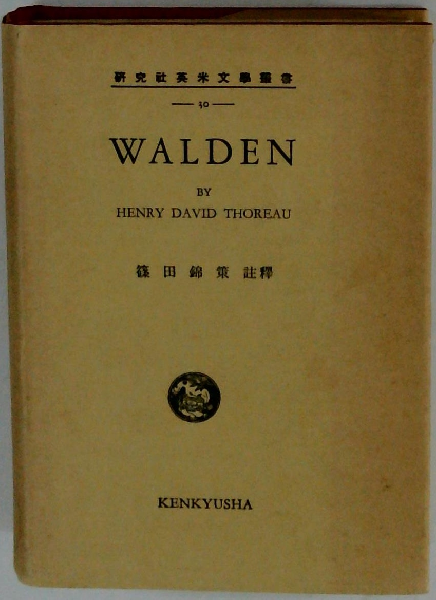 研究社英米文學叢書
— 30 —
WALDEN
BY
HENRY DAVID THOREAU
篠田錦策註釋
KENKYUSHA